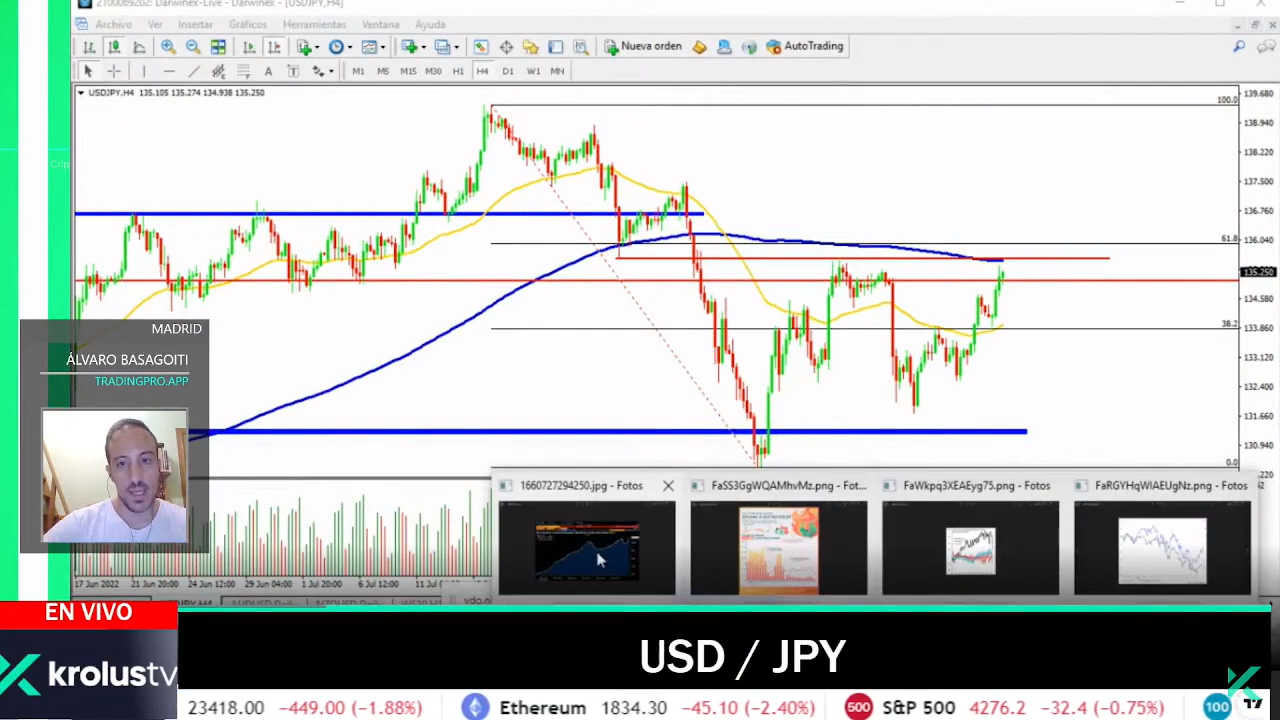 210006920z: Darwinex-Live - Darwinex - [USDJPY,H4]
Archivo Ver Insertar Gráficos Herramientas Ventana Ayuda
Nueva orden AutoTrading
A T M1 M5 M15 M30 H1 H4 D1 W1 MN
USDJPY,H4 135.105 135.274 134.938 135.250
139.680
100.0
138.940
138.220
137.500
136.760
136.040
61.8
135.250
134.580
133.860
38.2
133.120
132.400
131.660
130.940
0.0
MADRID
ÁLVARO BASAGOITI
TRADINGPRO.APP
1660727294250.jpg - Fotos
FaSS3GgWQAMhvMz.png - Fot...
FaWkpq3XEAEyg75.png - Fotos
FaRGYHqWIAEUgNz.png - Fotos
17 Jun 2022 21 Jun 20:00 24 Jun 12:00 29 Jun 04:00 1 Jul 20:00 6 Jul 12:00 11 Jul
EN VIVO
krolustv
USD / JPY
23418.00 −449.00 (−1.88%) Ethereum 1834.30 −45.10 (−2.40%) 500 S&P 500 4276.2 −32.4 (−0.75%) 100